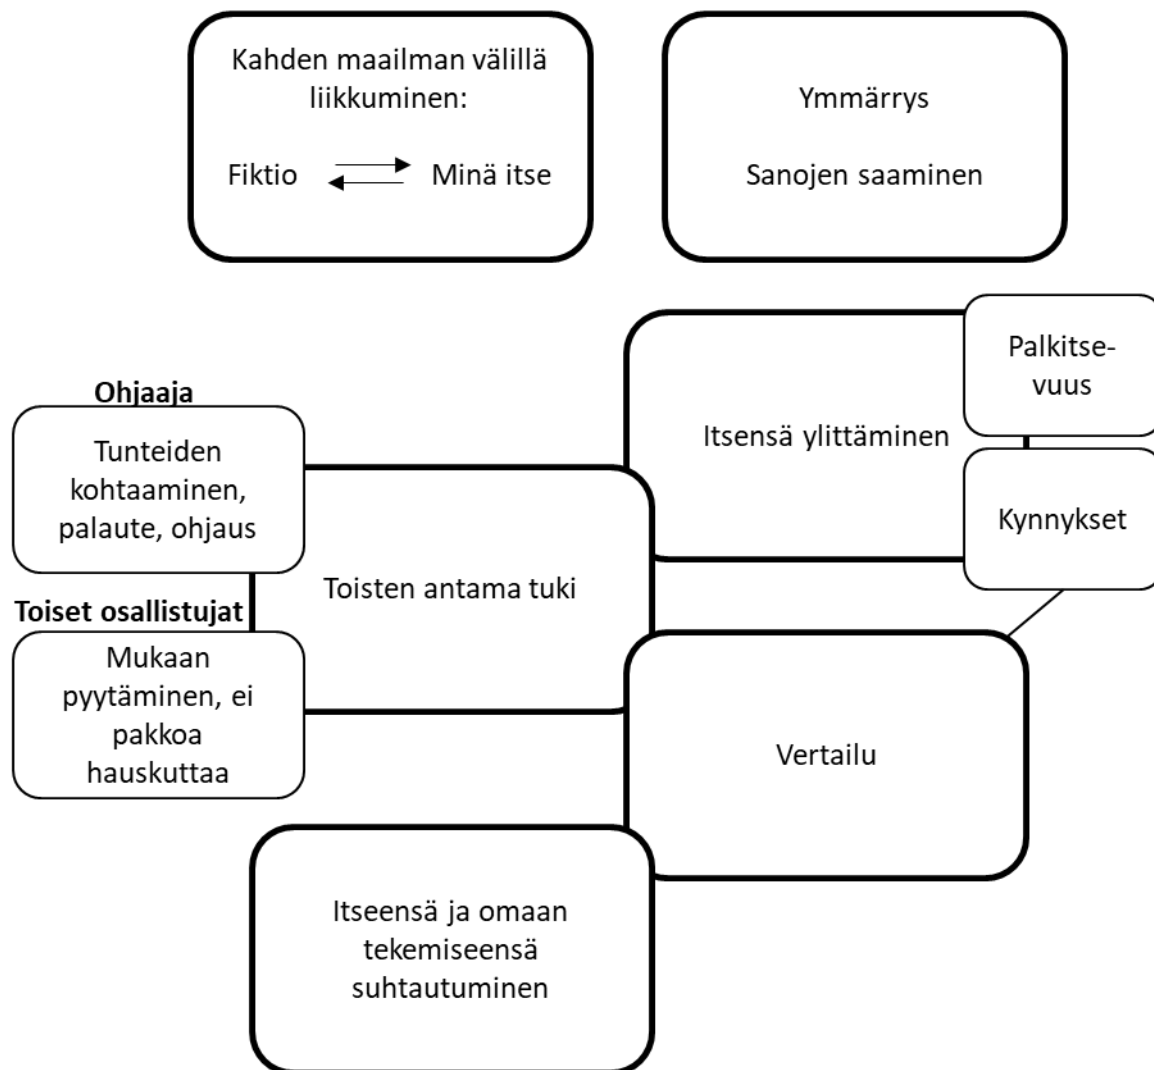 Kahden maailman välillä
liikkuminen:
Fiktio Minä itse
Ymmärrys
Sanojen saaminen
Palkitse-
vuus
Itsensä ylittäminen
Kynnykset
Ohjaaja
Tunteiden
kohtaaminen,
palaute, ohjaus
Toisten antama tuki
Toiset osallistujat
Mukaan
pyytäminen, ei
pakkoa
hauskuttaa
Vertailu
Itseensä ja omaan
tekemiseensä
suhtautuminen